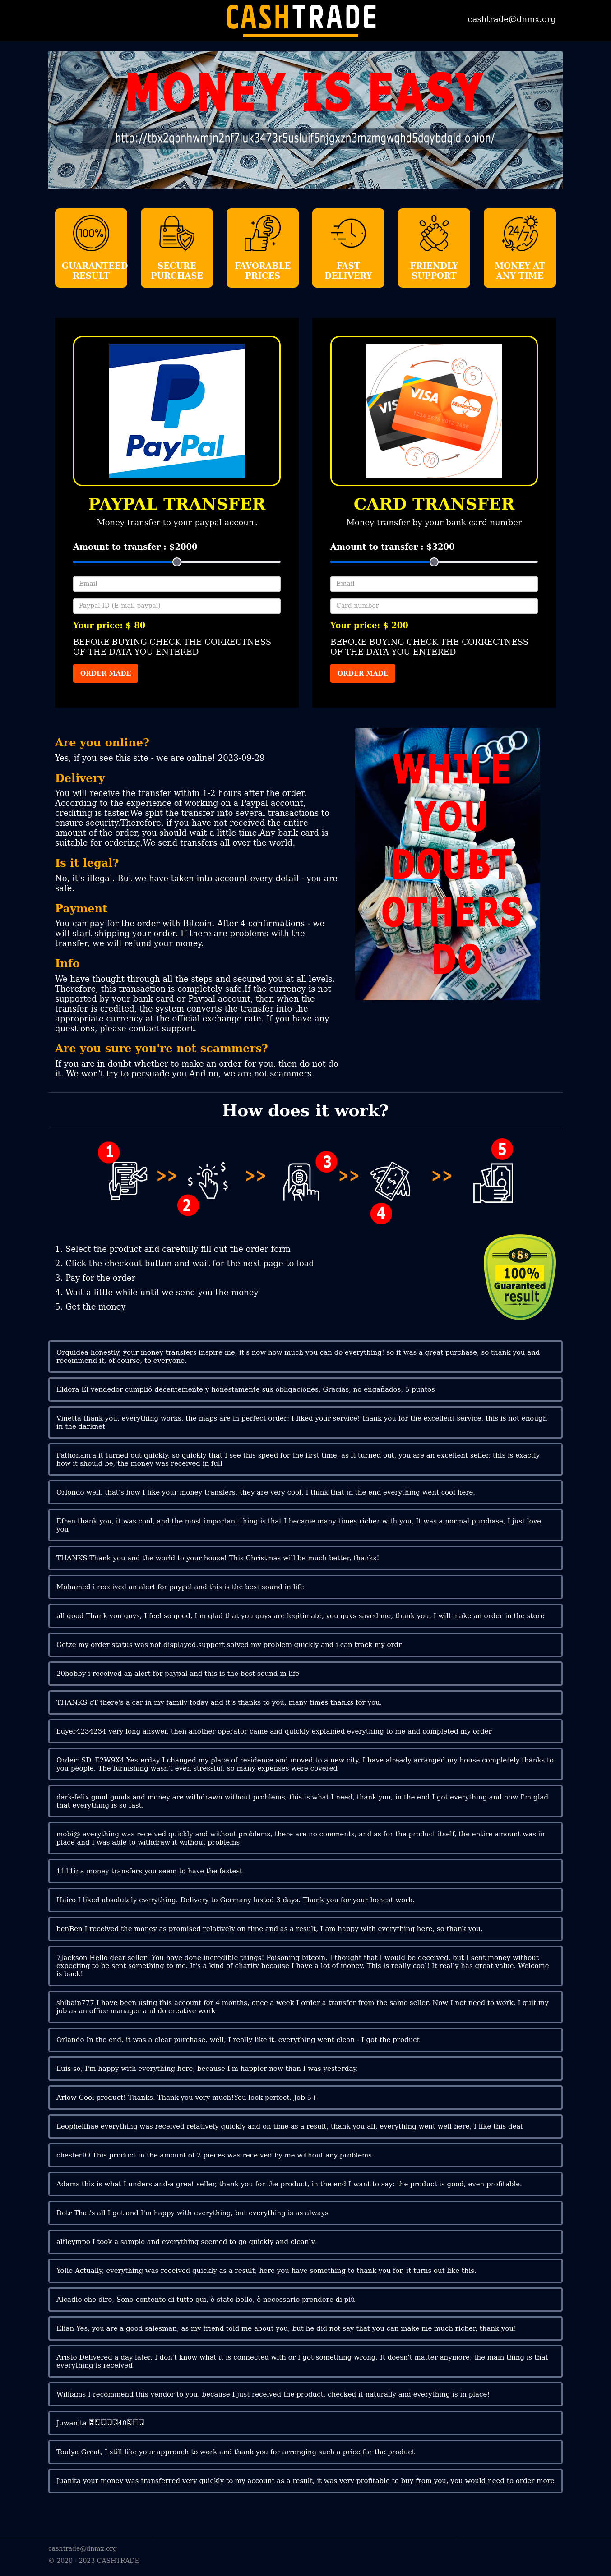 CASHTRADE
cashtrade@dnmx.org
MONEY IS EASY
100%
GUARANTEED
RESULT
SECURE
PURCHASE
FAVORABLE
PRICES
FAST
DELIVERY
FRIENDLY
SUPPORT
24/7
MONEY AT
ANY TIME
PayPal
PAYPAL TRANSFER
Money transfer to your paypal account
Amount to transfer : $2000
Email
Paypal ID (E-mail paypal)
Your price: $ 80
BEFORE BUYING CHECK THE CORRECTNESS
OF THE DATA YOU ENTERED
ORDER MADE
VISA
VISA
MasterCard
CARD TRANSFER
Money transfer by your bank card number
Amount to transfer : $3200
Email
Card number
Your price: $ 200
BEFORE BUYING CHECK THE CORRECTNESS
OF THE DATA YOU ENTERED
ORDER MADE
Are you online?
Yes, if you see this site - we are online! 2023-09-29
Delivery
You will receive the transfer within 1-2 hours after the order.
According to the experience of working on a Paypal account,
crediting is faster.We split the transfer into several transactions to
ensure security.Therefore, if you have not received the entire
amount of the order, you should wait a little time.Any bank card is
suitable for ordering.We send transfers all over the world.
Is it legal?
No, it's illegal. But we have taken into account every detail - you are
safe.
Payment
You can pay for the order with Bitcoin. After 4 confirmations - we
will start shipping your order. If there are problems with the
transfer, we will refund your money.
Info
We have thought through all the steps and secured you at all levels.
Therefore, this transaction is completely safe.If the currency is not
supported by your bank card or Paypal account, then when the
transfer is credited, the system converts the transfer into the
appropriate currency at the official exchange rate. If you have any
questions, please contact support.
Are you sure you're not scammers?
If you are in doubt whether to make an order for you, then do not do
it. We won't try to persuade you.And no, we are not scammers.
WHILE
YOU
DOUBT
OTHERS
DO
How does it work?
1
2
3
4
5
1. Select the product and carefully fill out the order form
2. Click the checkout button and wait for the next page to load
3. Pay for the order
4. Wait a little while until we send you the money
5. Get the money
100%
Guaranteed
result
Orquidea honestly, your money transfers inspire me, it's now how much you can do everything! so it was a great purchase, so thank you and
recommend it, of course, to everyone.
Eldora El vendedor cumplió decentemente y honestamente sus obligaciones. Gracias, no engañados. 5 puntos
Vinetta thank you, everything works, the maps are in perfect order: I liked your service! thank you for the excellent service, this is not enough
in the darknet
Pathonanra it turned out quickly, so quickly that I see this speed for the first time, as it turned out, you are an excellent seller, this is exactly
how it should be, the money was received in full
Orlondo well, that's how I like your money transfers, they are very cool, I think that in the end everything went cool here.
Efren thank you, it was cool, and the most important thing is that I became many times richer with you, It was a normal purchase, I just love
you
THANKS Thank you and the world to your house! This Christmas will be much better, thanks!
Mohamed i received an alert for paypal and this is the best sound in life
all good Thank you guys, I feel so good, I m glad that you guys are legitimate, you guys saved me, thank you, I will make an order in the store
Getze my order status was not displayed.support solved my problem quickly and i can track my ordr
20bobby i received an alert for paypal and this is the best sound in life
THANKS cT there's a car in my family today and it's thanks to you, many times thanks for you.
buyer4234234 very long answer. then another operator came and quickly explained everything to me and completed my order
Order: SD_E2W9X4 Yesterday I changed my place of residence and moved to a new city, I have already arranged my house completely thanks to
you people. The furnishing wasn't even stressful, so many expenses were covered
dark-felix good goods and money are withdrawn without problems, this is what I need, thank you, in the end I got everything and now I'm glad
that everything is so fast.
mobi@ everything was received quickly and without problems, there are no comments, and as for the product itself, the entire amount was in
place and I was able to withdraw it without problems
1111ina money transfers you seem to have the fastest
Hairo I liked absolutely everything. Delivery to Germany lasted 3 days. Thank you for your honest work.
benBen I received the money as promised relatively on time and as a result, I am happy with everything here, so thank you.
7Jackson Hello dear seller! You have done incredible things! Poisoning bitcoin, I thought that I would be deceived, but I sent money without
expecting to be sent something to me. It's a kind of charity because I have a lot of money. This is really cool! It really has great value. Welcome
is back!
shibain777 I have been using this account for 4 months, once a week I order a transfer from the same seller. Now I not need to work. I quit my
job as an office manager and do creative work
Orlando In the end, it was a clear purchase, well, I really like it. everything went clean - I got the product
Luis so, I'm happy with everything here, because I'm happier now than I was yesterday.
Arlow Cool product! Thanks. Thank you very much!You look perfect. Job 5+
Leophellhae everything was received relatively quickly and on time as a result, thank you all, everything went well here, I like this deal
chesterIO This product in the amount of 2 pieces was received by me without any problems.
Adams this is what I understand-a great seller, thank you for the product, in the end I want to say: the product is good, even profitable.
Dotr That's all I got and I'm happy with everything, but everything is as always
altleympo I took a sample and everything seemed to go quickly and cleanly.
Yolie Actually, everything was received quickly as a result, here you have something to thank you for, it turns out like this.
Alcadio che dire, Sono contento di tutto qui, è stato bello, è necessario prendere di più
Elian Yes, you are a good salesman, as my friend told me about you, but he did not say that you can make me much richer, thank you!
Aristo Delivered a day later, I don't know what it is connected with or I got something wrong. It doesn't matter anymore, the main thing is that
everything is received
Williams I recommend this vendor to you, because I just received the product, checked it naturally and everything is in place!
Juwanita 40
Toulya Great, I still like your approach to work and thank you for arranging such a price for the product
Juanita your money was transferred very quickly to my account as a result, it was very profitable to buy from you, you would need to order more
cashtrade@dnmx.org
© 2020 - 2023 CASHTRADE